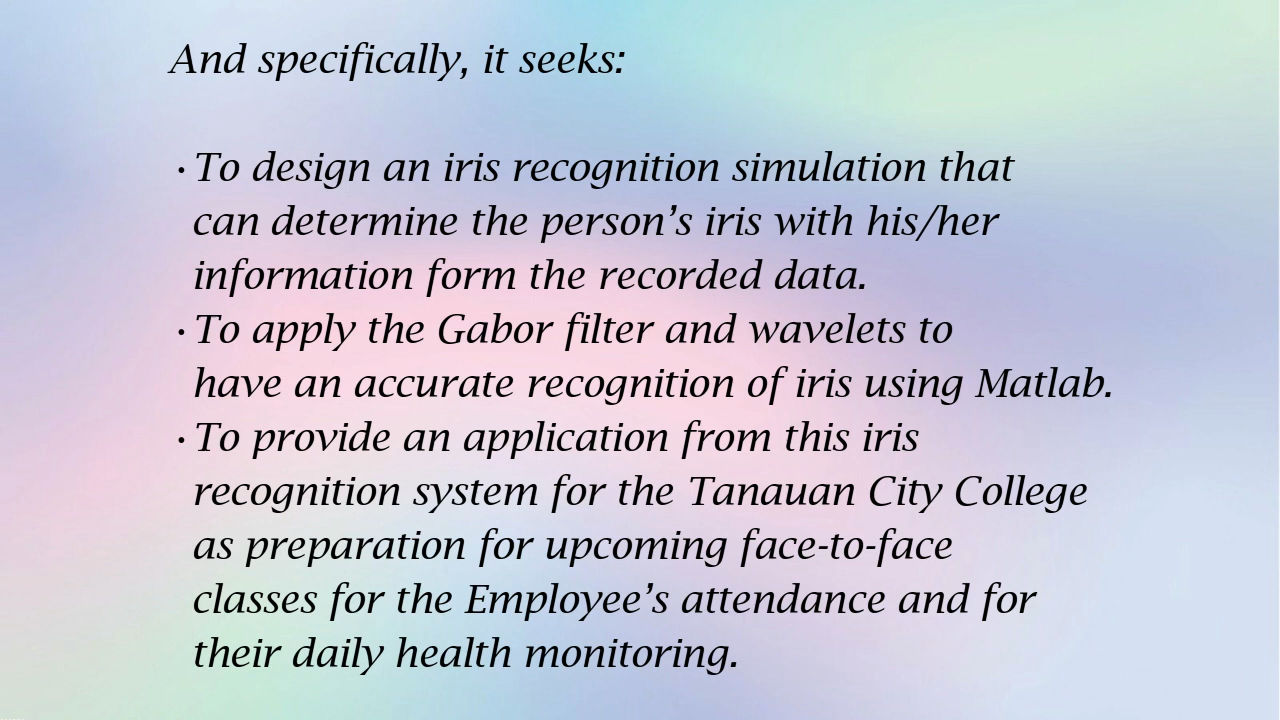 And specifically, it seeks:
• To design an iris recognition simulation that
can determine the person’s iris with his/her
information form the recorded data.
• To apply the Gabor filter and wavelets to
have an accurate recognition of iris using Matlab.
• To provide an application from this iris
recognition system for the Tanauan City College
as preparation for upcoming face-to-face
classes for the Employee’s attendance and for
their daily health monitoring.